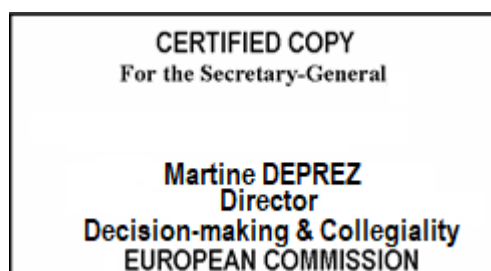 CERTIFIED COPY
For the Secretary-General
Martine DEPREZ
Director
Decision-making & Collegiality
EUROPEAN COMMISSION